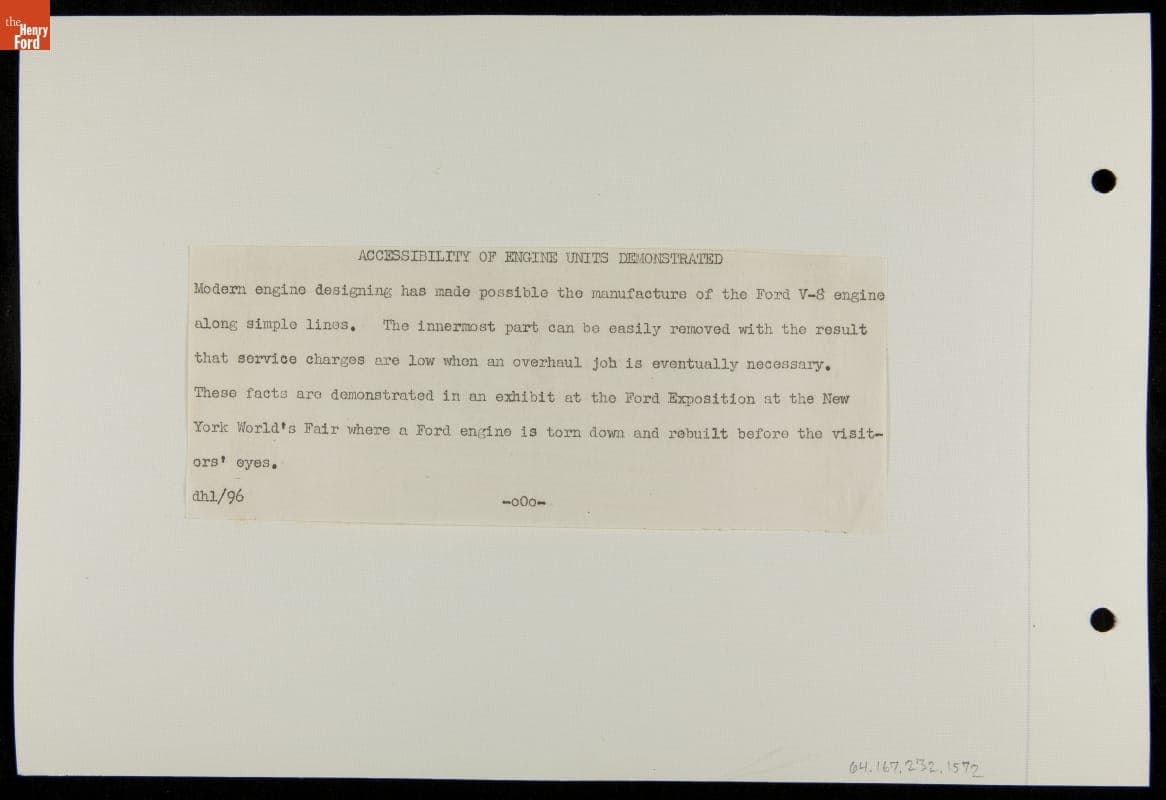 the
Henry
Ford
ACCESSIBILITY OF ENGINE UNITS DEMONSTRATED
Modern engine designing has made possible the manufacture of the Ford V-8 engine
along simple lines. The innermost part can be easily removed with the result
that service charges are low when an overhaul job is eventually necessary.
These facts are demonstrated in an exhibit at the Ford Exposition at the New
York World's Fair where a Ford engine is torn down and rebuilt before the visit-
ors' eyes.
dhl/96
-oOo-
64.167.232.1572